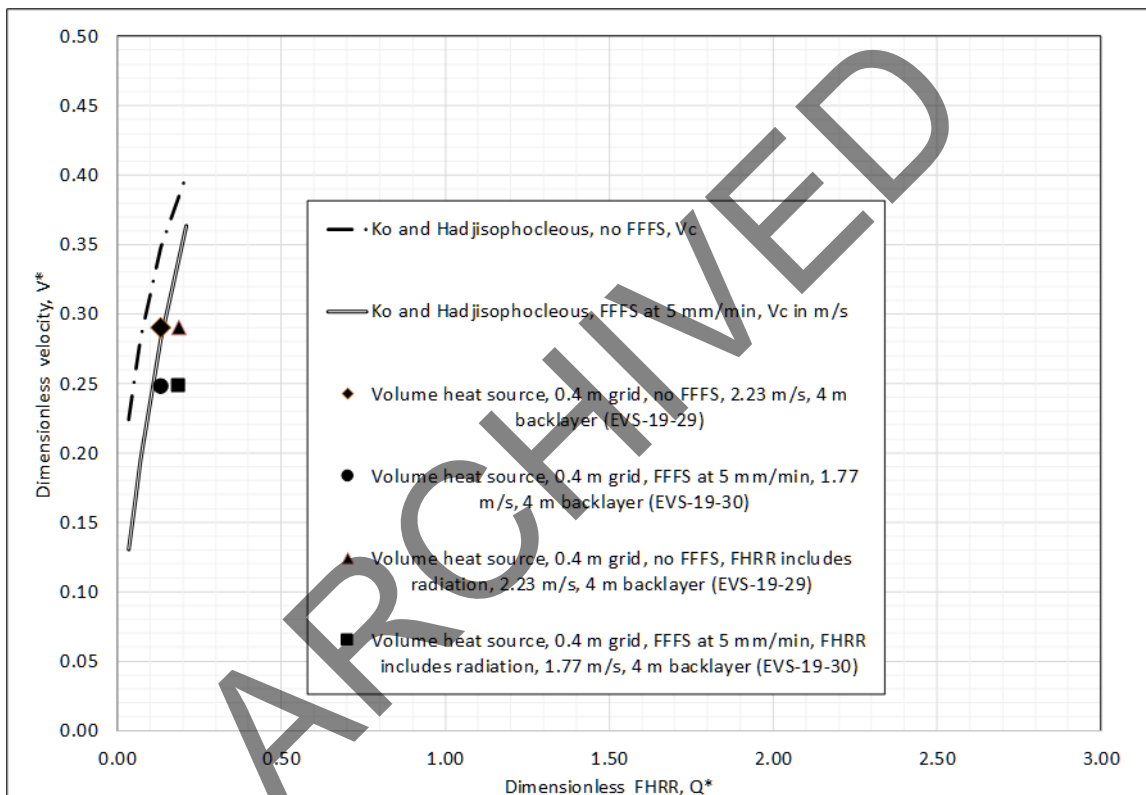 0.50
0.45
0.40
0.35
0.30
0.25
0.20
0.15
0.10
0.05
0.00
Dimensionless velocity, V*
Ko and Hadjisophocleous, no FFFS, Vc
Ko and Hadjisophocleous, FFFS at 5 mm/min, Vc in m/s
Volume heat source, 0.4 m grid, no FFFS, 2.23 m/s, 4 m
backlayer (EVS-19-29)
Volume heat source, 0.4 m grid, FFFS at 5 mm/min, 1.77
m/s, 4 m backlayer (EVS-19-30)
Volume heat source, 0.4 m grid, no FFFS, FHRR includes
radiation, 2.23 m/s, 4 m backlayer (EVS-19-29)
Volume heat source, 0.4 m grid, FFFS at 5 mm/min, FHRR
includes radiation, 1.77 m/s, 4 m backlayer (EVS-19-30)
0.00 0.50 1.00 1.50 2.00 2.50 3.00
Dimensionless FHRR, Q*
ARCHIVED